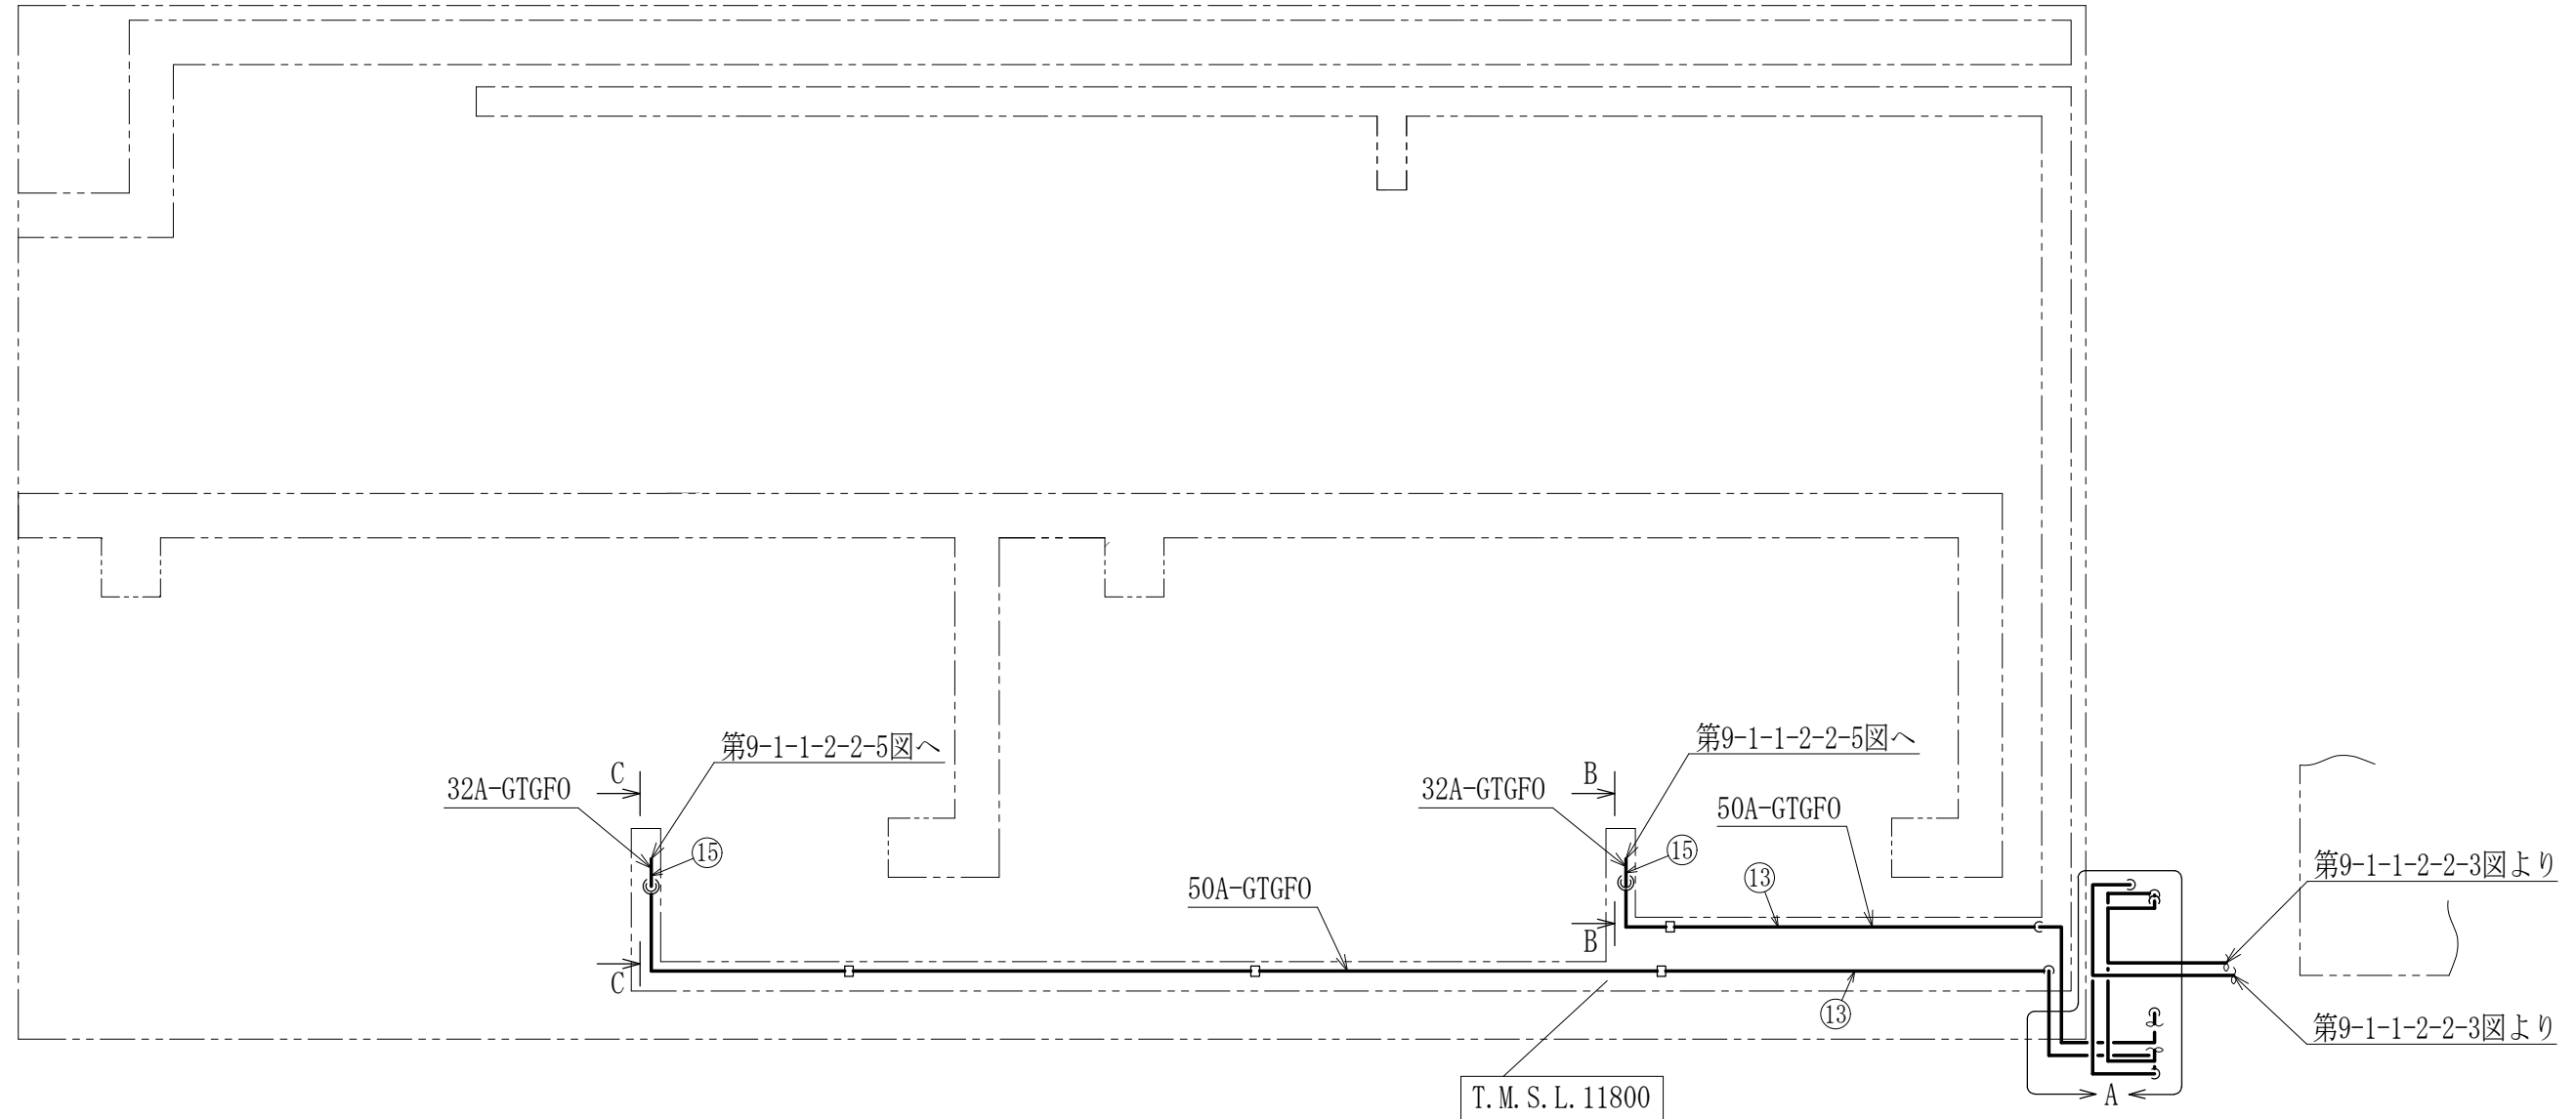 第9-1-1-2-2-5図へ
第9-1-1-2-2-5図へ
C
B
32A-GTGFO
32A-GTGFO
50A-GTGFO
⑮
⑮
⑬
50A-GTGFO
第9-1-1-2-2-3図より
B
C
⑬
第9-1-1-2-2-3図より
T.M.S.L.11800
A